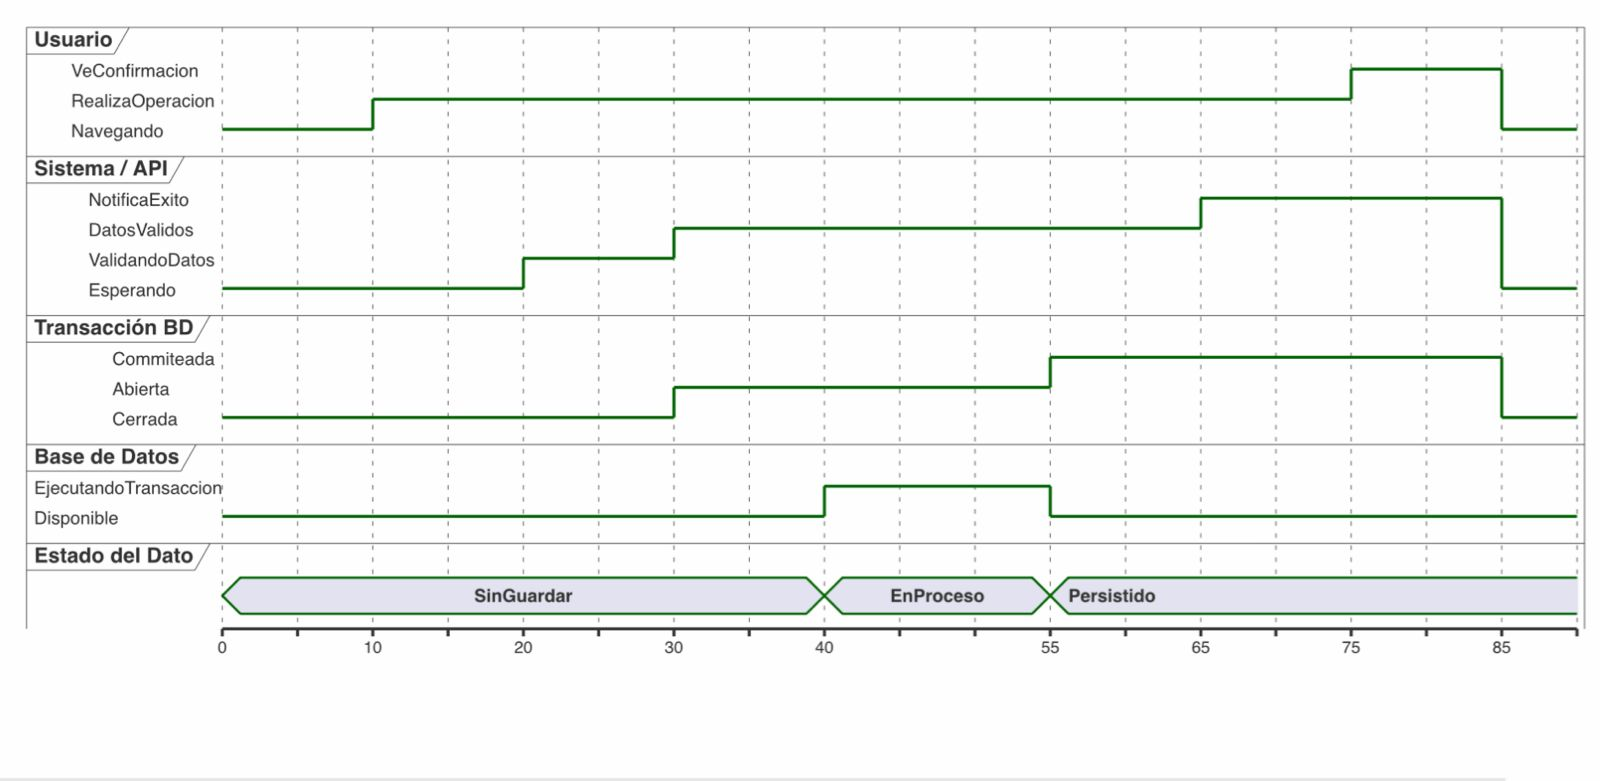 Usuario
VeConfirmacion
RealizaOperacion
Navegando
Sistema / API
NotificaExito
DatosValidos
ValidandoDatos
Esperando
Transacción BD
Commiteada
Abierta
Cerrada
Base de Datos
EjecutandoTransaccion
Disponible
Estado del Dato
SinGuardar EnProceso Persistido
0 10 20 30 40 55 65 75 85